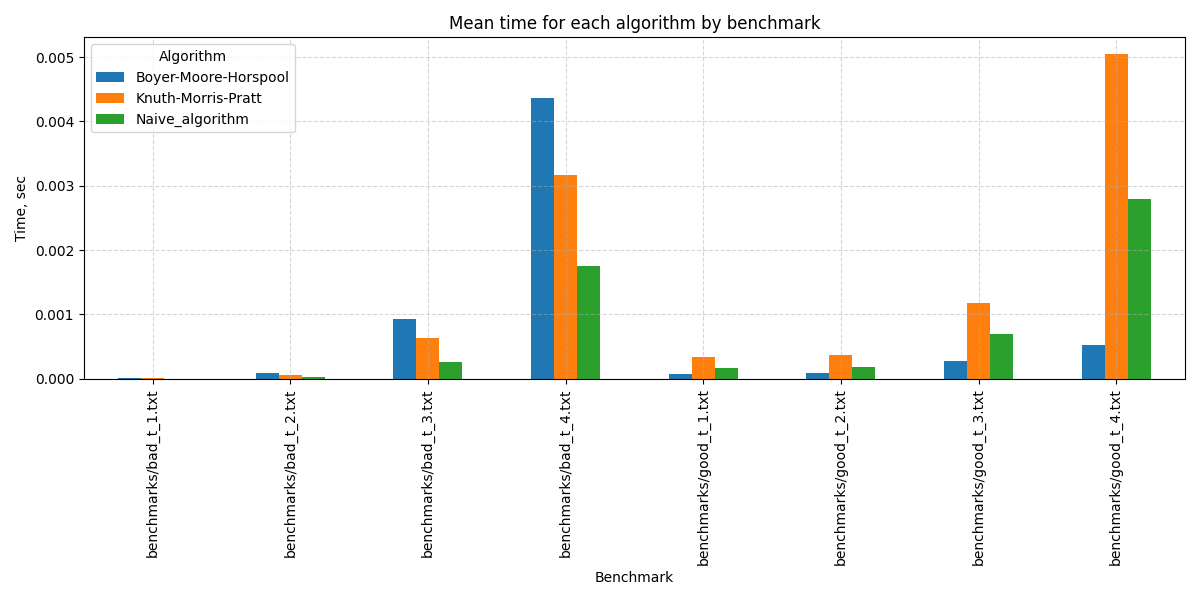 Mean time for each algorithm by benchmark
Algorithm
Boyer-Moore-Horspool
Knuth-Morris-Pratt
Naive_algorithm
Time, sec
0.005
0.004
0.003
0.002
0.001
0.000
benchmarks/bad_t_1.txt
benchmarks/bad_t_2.txt
benchmarks/bad_t_3.txt
benchmarks/bad_t_4.txt
benchmarks/good_t_1.txt
benchmarks/good_t_2.txt
benchmarks/good_t_3.txt
benchmarks/good_t_4.txt
Benchmark